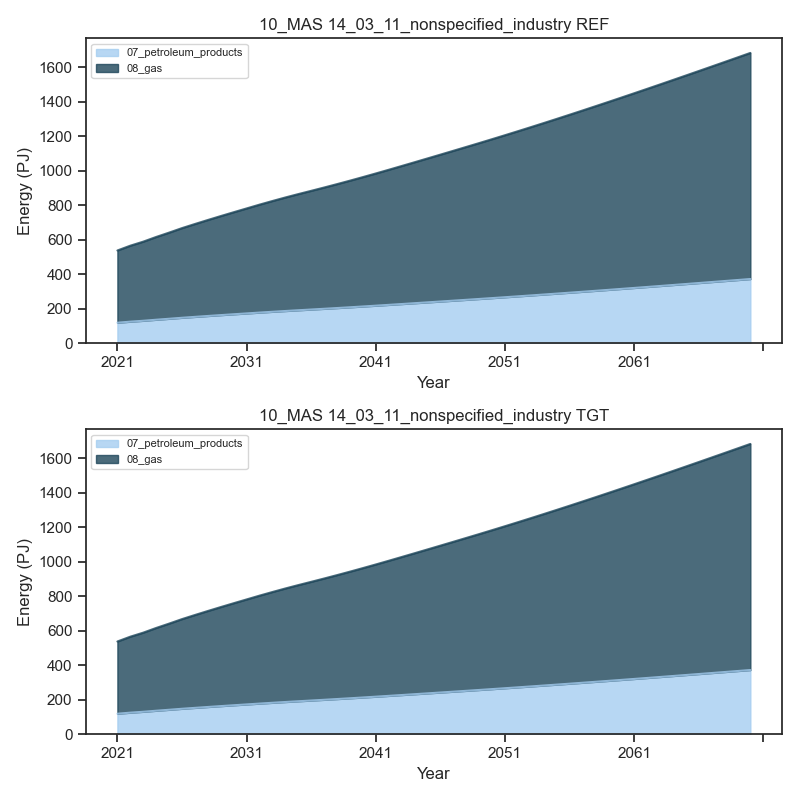 10_MAS 14_03_11_nonspecified_industry REF
07_petroleum_products
08_gas
1600
1400
1200
1000
800
600
400
200
0
Energy (PJ)
2021 2031 2041 2051 2061
Year
10_MAS 14_03_11_nonspecified_industry TGT
07_petroleum_products
08_gas
1600
1400
1200
1000
800
600
400
200
0
Energy (PJ)
2021 2031 2041 2051 2061
Year